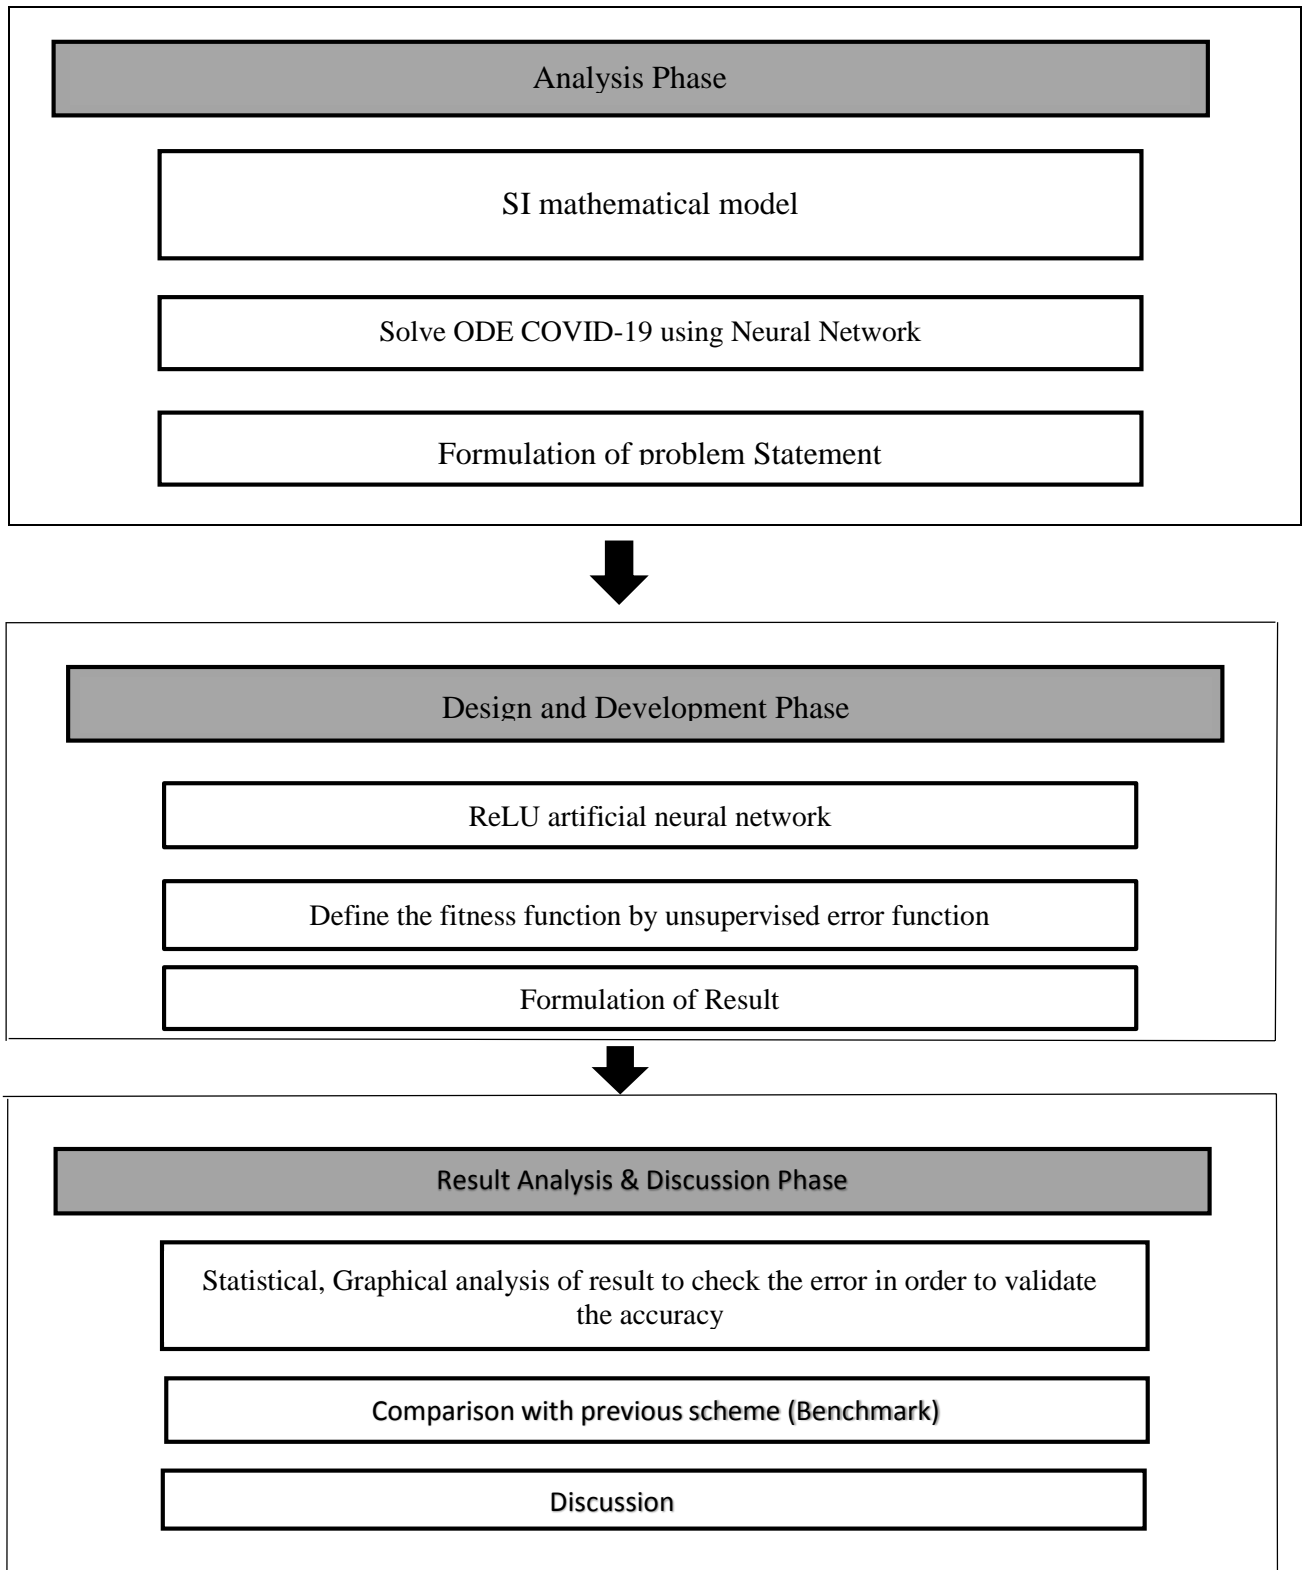 Analysis Phase
SI mathematical model
Solve ODE COVID-19 using Neural Network
Formulation of problem Statement
Design and Development Phase
ReLU artificial neural network
Define the fitness function by unsupervised error function
Formulation of Result
Result Analysis & Discussion Phase
Statistical, Graphical analysis of result to check the error in order to validate
the accuracy
Comparison with previous scheme (Benchmark)
Discussion